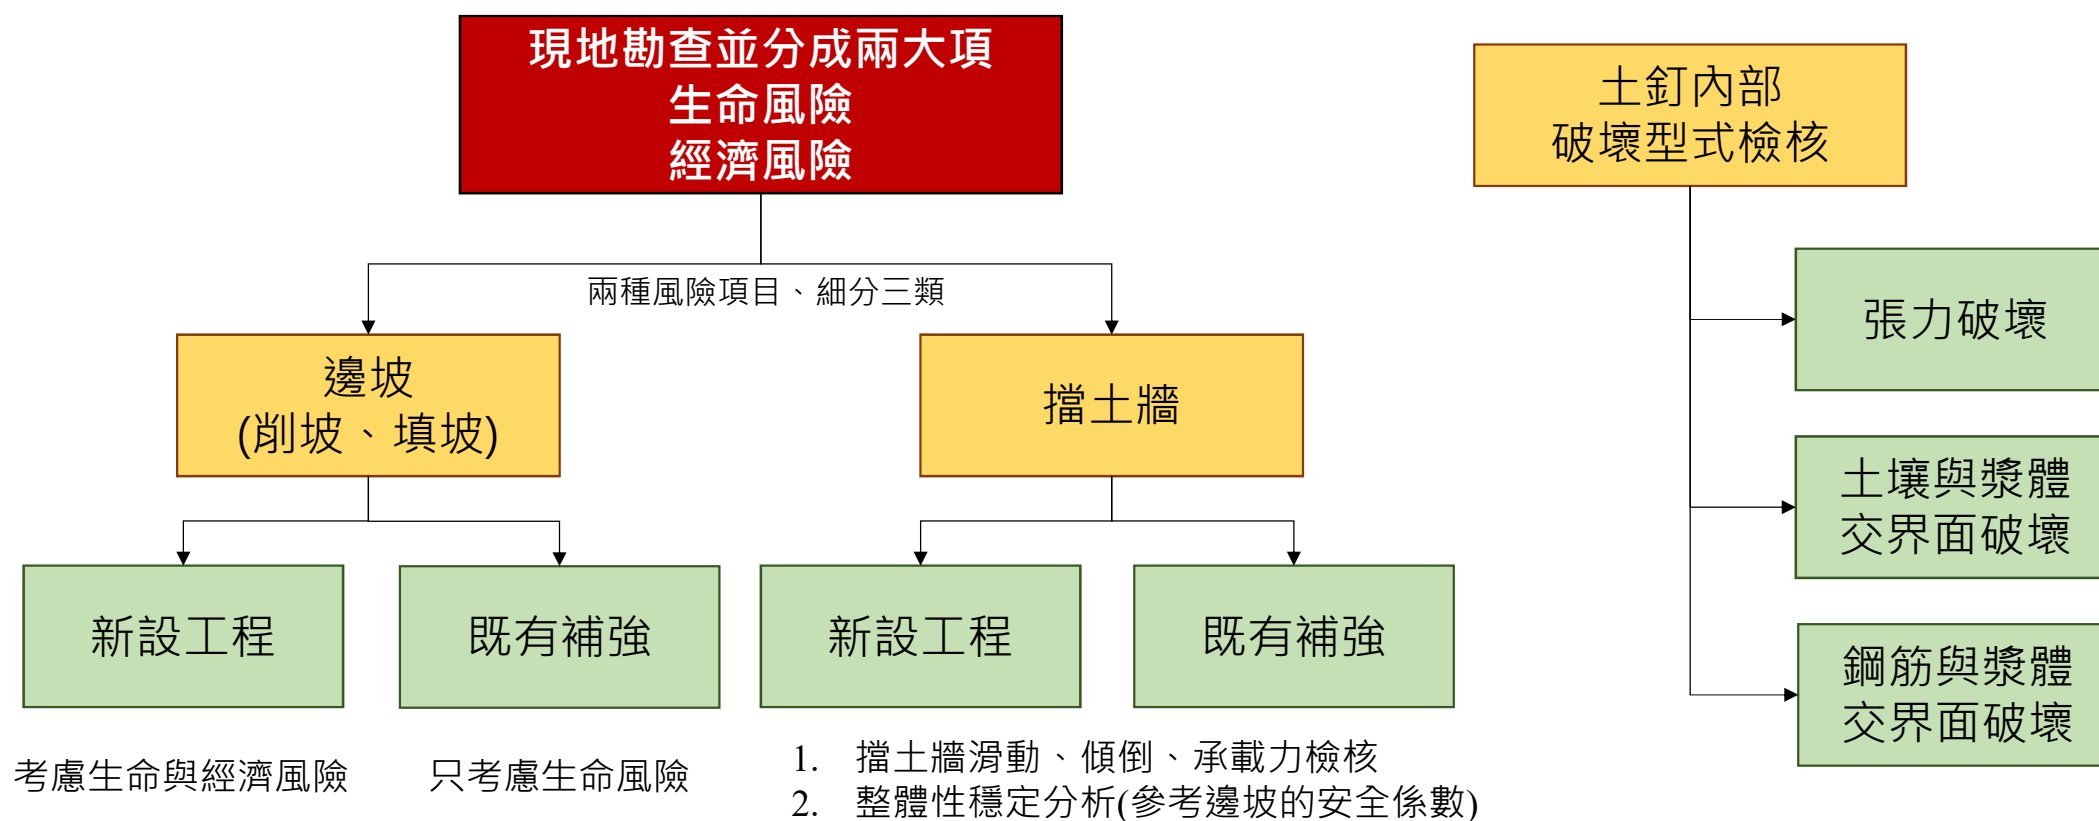 現地勘查並分成兩大項
生命風險
經濟風險
兩種風險項目、細分三類
邊坡
(削坡、填坡)
擋土牆
新設工程
既有補強
新設工程
既有補強
考慮生命與經濟風險
只考慮生命風險
1. 擋土牆滑動、傾倒、承載力檢核
2. 整體性穩定分析(參考邊坡的安全係數)
土釘內部
破壞型式檢核
張力破壞
土壤與漿體
交界面破壞
鋼筋與漿體
交界面破壞